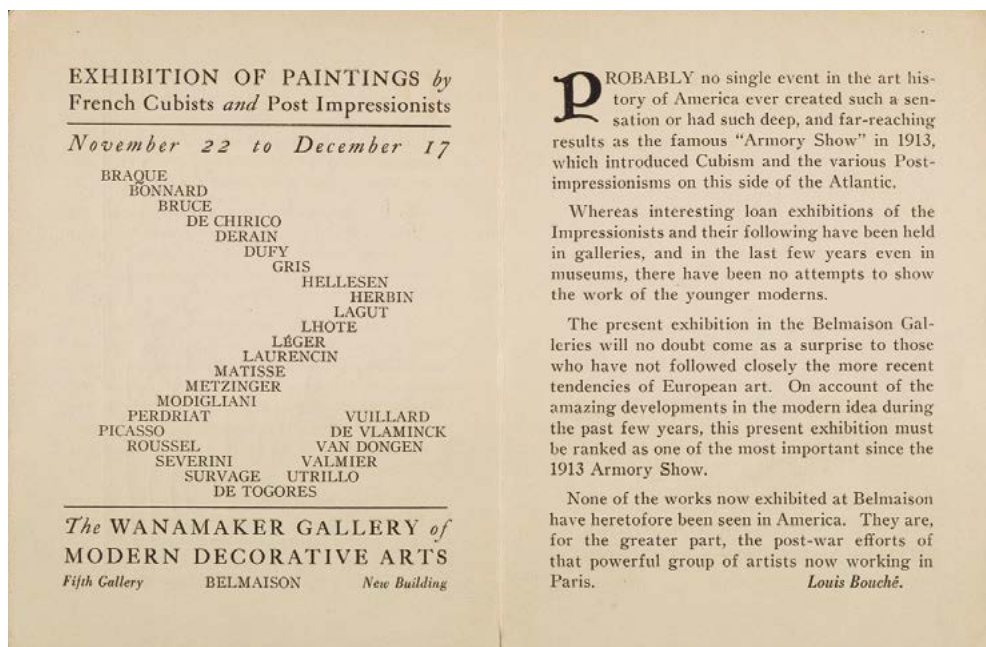 EXHIBITION OF PAINTINGS by
French Cubists and Post Impressionists
November 22 to December 17
BRAQUE
BONNARD
BRUCE
DE CHIRICO
DERAIN
DUFY
GRIS
HELLESEN
HERBIN
LAGUT
LHOTE
LÉGER
LAURENCIN
MATISSE
METZINGER
MODIGLIANI
PERDRIAT VUILLARD
PICASSO DE VLAMINCK
ROUSSEL VAN DONGEN
SEVERINI VALMIER
SURVAGE UTRILLO
DE TOGORES
The WANAMAKER GALLERY of
MODERN DECORATIVE ARTS
Fifth Gallery BELMAISON New Building
PROBABLY no single event in the art his-
tory of America ever created such a sen-
sation or had such deep, and far-reaching
results as the famous “Armory Show” in 1913,
which introduced Cubism and the various Post-
impressionisms on this side of the Atlantic.
Whereas interesting loan exhibitions of the
Impressionists and their following have been held
in galleries, and in the last few years even in
museums, there have been no attempts to show
the work of the younger moderns.
The present exhibition in the Belmaison Gal-
leries will no doubt come as a surprise to those
who have not followed closely the more recent
tendencies of European art. On account of the
amazing developments in the modern idea during
the past few years, this present exhibition must
be ranked as one of the most important since the
1913 Armory Show.
None of the works now exhibited at Belmaison
have heretofore been seen in America. They are,
for the greater part, the post-war efforts of
that powerful group of artists now working in
Paris. Louis Bouché.